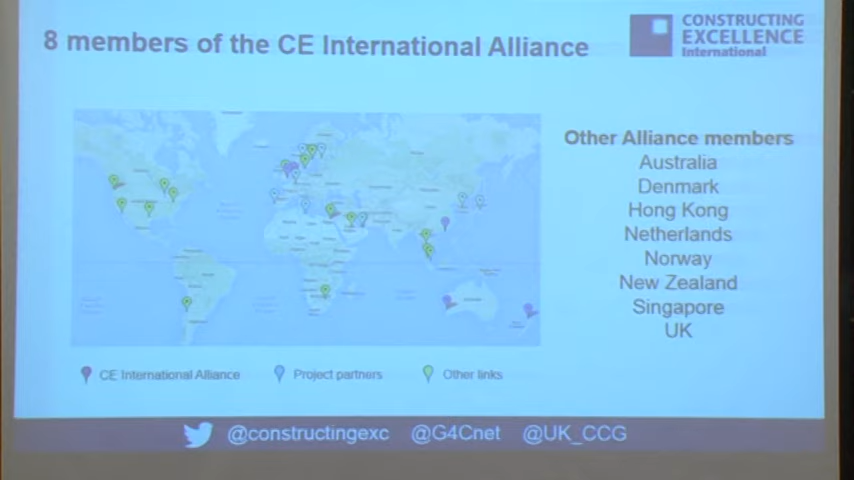 8 members of the CE International Alliance
CONSTRUCTING
EXCELLENCE
International
Other Alliance members
Australia
Denmark
Hong Kong
Netherlands
Norway
New Zealand
Singapore
UK
CE International Alliance
Project partners
Other links
@constructingexc @G4Cnet @UK_CCG